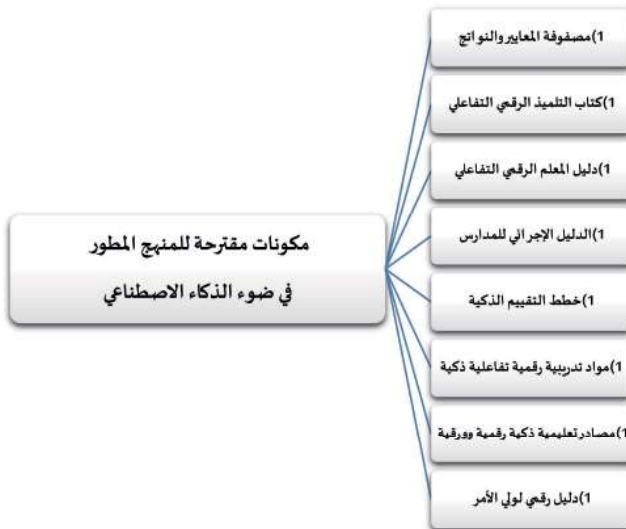 مكونات مقترحة للمنهج المطور
في ضوء الذكاء الاصطناعي
1)مصفوفة المعايير والنواتج
1)كتاب التلميذ الرقمي التفاعلي
1)دليل المعلم الرقمي التفاعلي
1)الدليل الإجرائي للمدارس
1)خطط التقييم الذكية
1)مواد تدريبية رقمية تفاعلية ذكية
1)مصادر تعليمية ذكية رقمية وورقية
1)دليل رقمي لولي الأمر